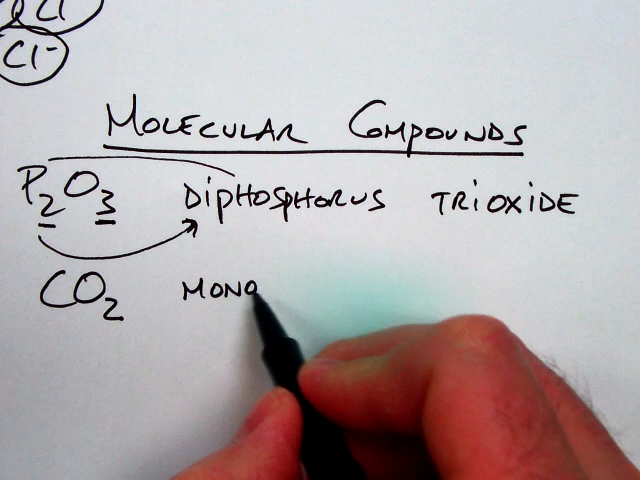 Cl
Cl⁻
MOLECULAR COMPOUNDS
P₂O₃ DiPHOSPHORUS TRiOXiDE
CO₂ MONO